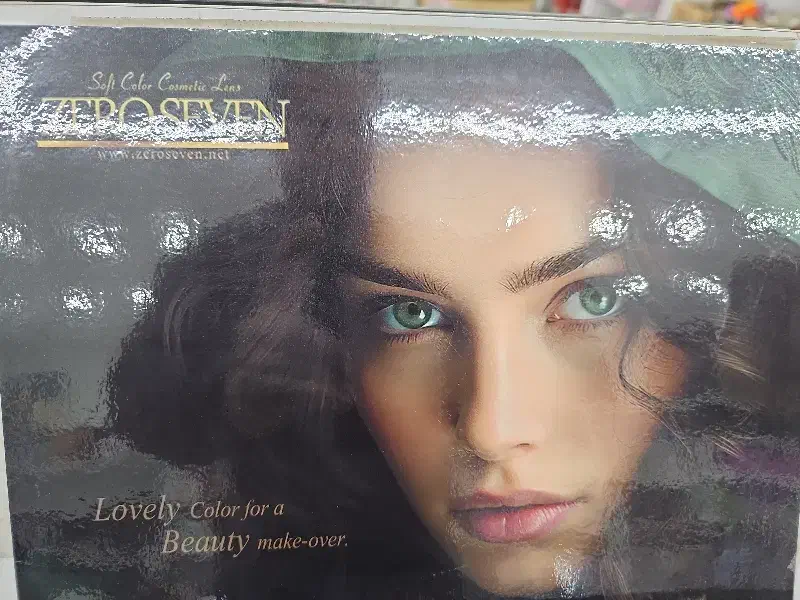 Soft Color Cosmetic Lens
ZEROSEVEN
www.zeroseven.net
Lovely Color for a
Beauty make-over.